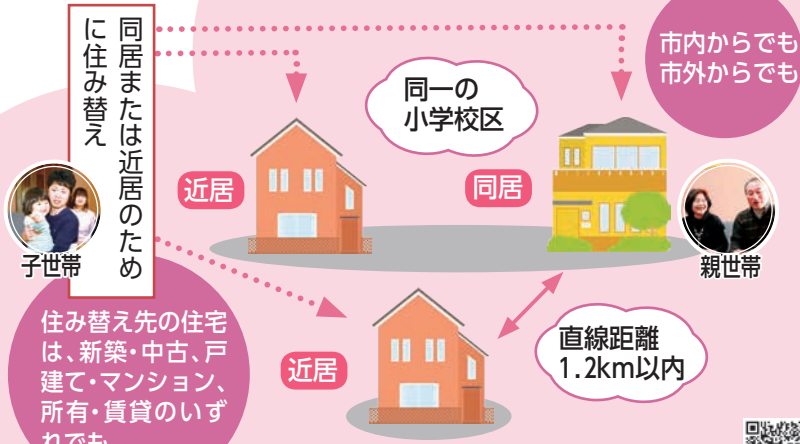 同居または近居のため
に住み替え
市内からでも
市外からでも
同一の
小学校区
近居
同居
子世帯
親世帯
住み替え先の住宅
は、新築・中古、戸
建て・マンション、
所有・賃貸のいず
れでも
近居
直線距離
1.2km以内